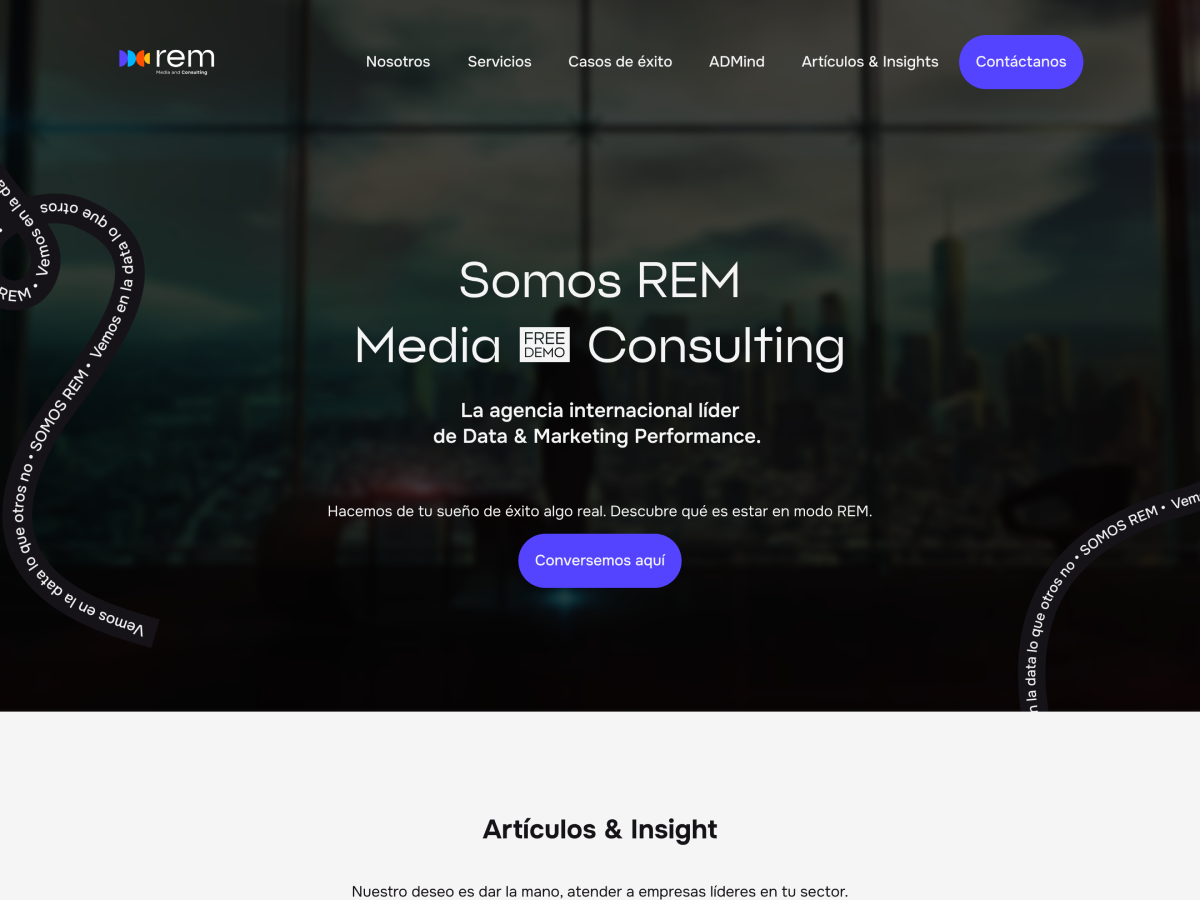 rem
Media and Consulting
Nosotros
Servicios
Casos de éxito
ADMind
Artículos & Insights
Contáctanos
Somos REM
Media FREE DEMO Consulting
La agencia internacional líder
de Data & Marketing Performance.
Hacemos de tu sueño de éxito algo real. Descubre qué es estar en modo REM.
Conversemos aquí
Vemos en la data lo que otros no • SOMOS REM • Vemos en la data lo que otros
REM • Vemos en la da
n la data lo que otros no • SOMOS REM • Vem
Artículos & Insight
Nuestro deseo es dar la mano, atender a empresas líderes en tu sector.